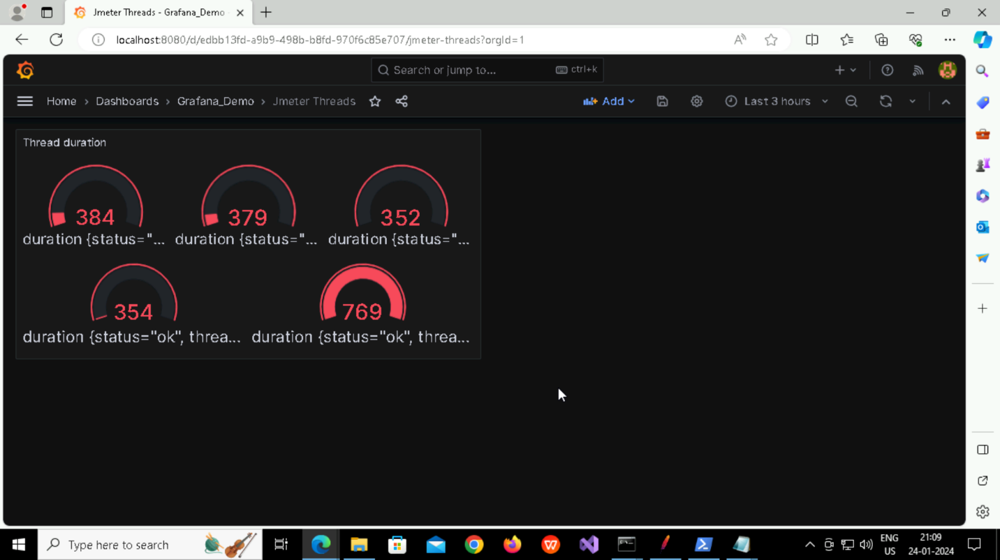 Jmeter Threads - Grafana_Demo
localhost:8080/d/edbb13fd-a9b9-498b-b8fd-970f6c85e707/jmeter-threads?orgId=1
Search or jump to... ctrl+k
Home > Dashboards > Grafana_Demo > Jmeter Threads Add Last 3 hours
Thread duration
384 379 352
duration {status="... duration {status="... duration {status="...
354 769
duration {status="ok", threa... duration {status="ok", threa...
Type here to search
ENG 21:09
US 24-01-2024